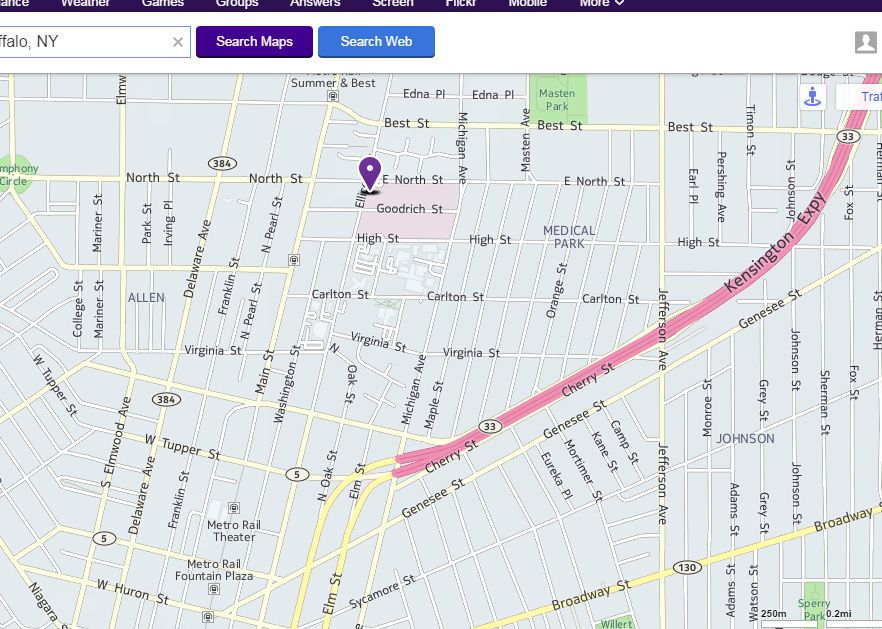 ance Weather Games Groups Answers Screen Flickr Mobile More
ffalo, NY
Search Maps
Search Web
Traf
Summer & Best
Edna Pl
Edna Pl
Masten
Park
Elmw
Best St
Best St
Best St
Michigan Ave
Masten Ave
Timon St
33
384
mphony
Circle
North St
North St
E North St
E North St
Earl Pl
Pershing Ave
Johnson St
Fox St
Herman St
Elli
Goodrich St
Mariner St
Park St
Irving Pl
N Pearl St
Delaware Ave
High St
High St
High St
MEDICAL
PARK
Kensington Expy
Franklin St
N Pearl St
College St
Mariner St
ALLEN
Carlton St
Carlton St
Carlton St
Orange St
Jefferson Ave
Genesee St
Herman St
Virginia St
Virginia St
Virginia St
Main St
Washington St
N
Oak St
Michigan Ave
Maple St
Cherry St
W Tupper St
Johnson St
Sherman St
Fox St
Monroe St
Grey St
384
33
Genesee St
S Elmwood Ave
W Tupper St
5
Cherry St
Camp St
Kane St
Mortimer St
Eureka Pl
JOHNSON
Delaware Ave
Franklin St
N Oak St
Elm St
Genesee St
Jefferson Ave
Adams St
Grey St
Johnson St
Metro Rail
Theater
5
Broadway
Metro Rail
Fountain Plaza
130
W Huron St
Niagara
Elm St
Sycamore St
Broadway St
Adams St
Watson St
Sperry
Park
Willert
250m
0.2mi